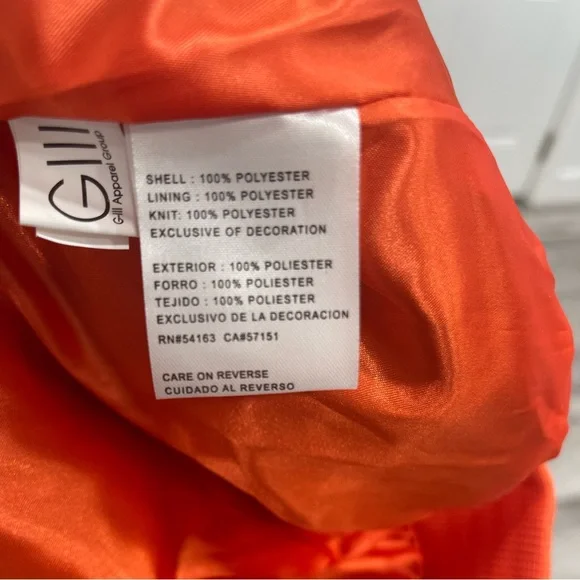 GIII
G-III Apparel Group
SHELL : 100% POLYESTER
LINING : 100% POLYESTER
KNIT: 100% POLYESTER
EXCLUSIVE OF DECORATION
EXTERIOR : 100% POLIESTER
FORRO : 100% POLIESTER
TEJIDO : 100% POLIESTER
EXCLUSIVO DE LA DECORACION
RN#54163 CA#57151
CARE ON REVERSE
CUIDADO AL REVERSO